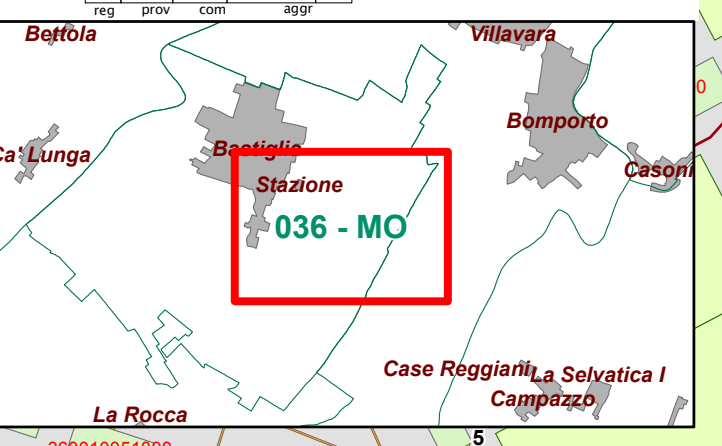 reg prov com aggr
Bettola
Villavara
Bomporto
Bastiglia
Ca' Lunga
Casoni
Stazione
036 - MO
Case Reggiani
La Selvatica I
Campazzo
La Rocca
5